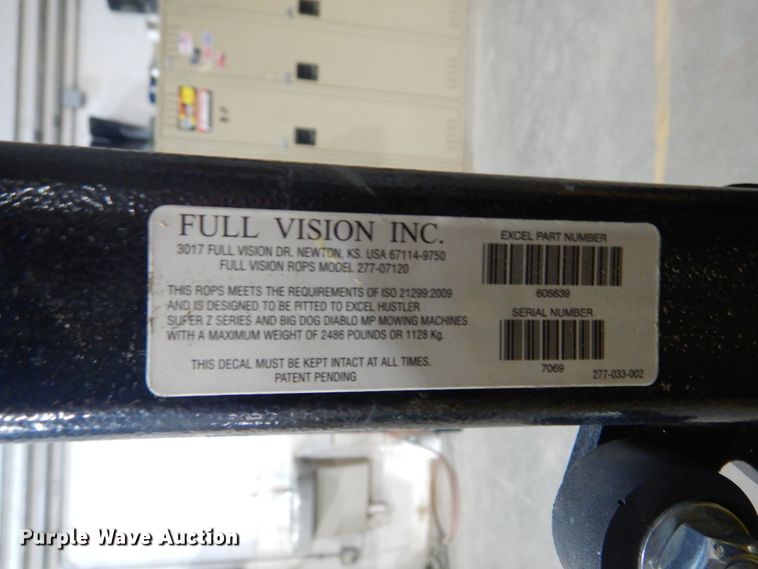 FULL VISION INC.
3017 FULL VISION DR. NEWTON, KS. USA 67114-9750
FULL VISION ROPS MODEL 277-07120
THIS ROPS MEETS THE REQUIREMENTS OF ISO 21299:2009
AND IS DESIGNED TO BE FITTED TO EXCEL HUSTLER
SUPER Z SERIES AND BIG DOG DIABLO MP MOWING MACHINES
WITH A MAXIMUM WEIGHT OF 2486 POUNDS OR 1128 Kg.
THIS DECAL MUST BE KEPT INTACT AT ALL TIMES.
PATENT PENDING
EXCEL PART NUMBER
605639
SERIAL NUMBER
7069
277-033-002
Purple Wave Auction